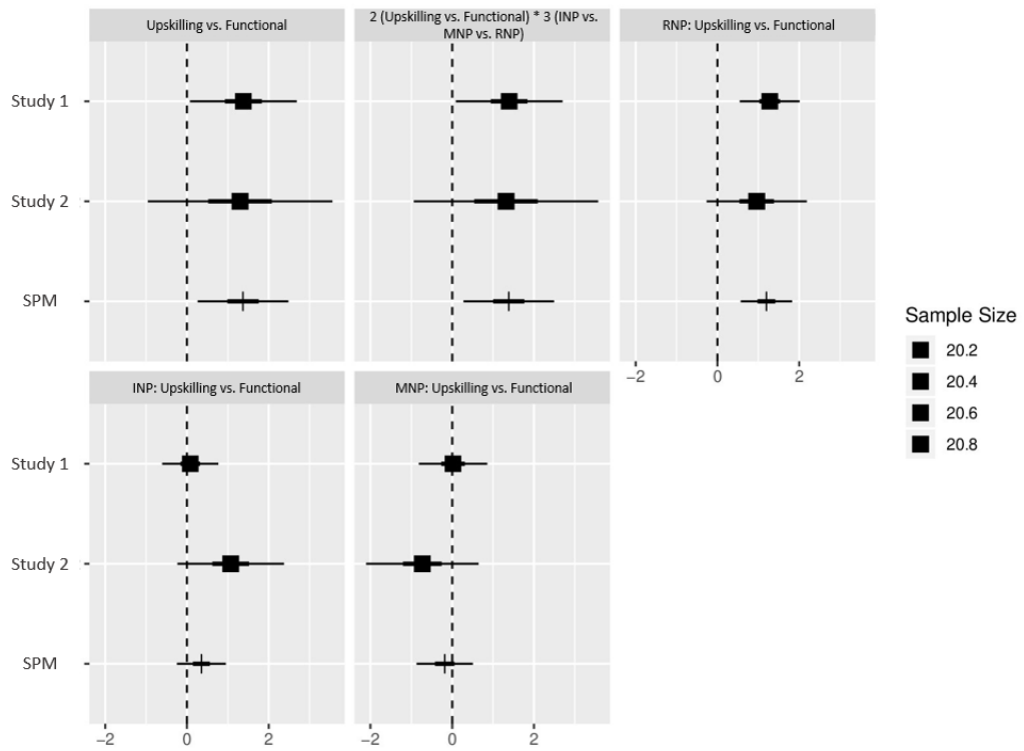 Upskilling vs. Functional
2 (Upskilling vs. Functional) * 3 (INP vs.
MNP vs. RNP)
RNP: Upskilling vs. Functional
Study 1
Study 2
SPM
−2
0
2
Sample Size
20.2
20.4
20.6
20.8
INP: Upskilling vs. Functional
MNP: Upskilling vs. Functional
Study 1
Study 2
SPM
−2
0
2
−2
0
2